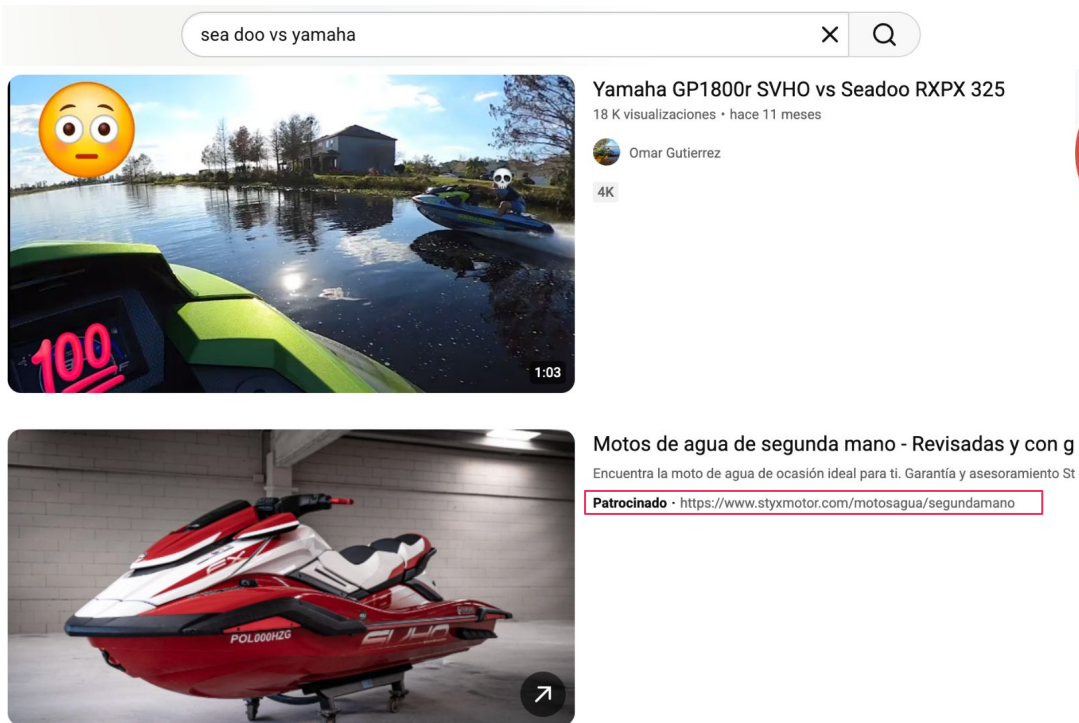 sea doo vs yamaha
Yamaha GP1800r SVHO vs Seadoo RXPX 325
18 K visualizaciones • hace 11 meses
Omar Gutierrez
4K
100
1:03
Motos de agua de segunda mano - Revisadas y con g
Encuentra la moto de agua de ocasión ideal para ti. Garantía y asesoramiento St
Patrocinado · https://www.styxmotor.com/motosagua/segundamano
FX
POL000HZG
SVHO